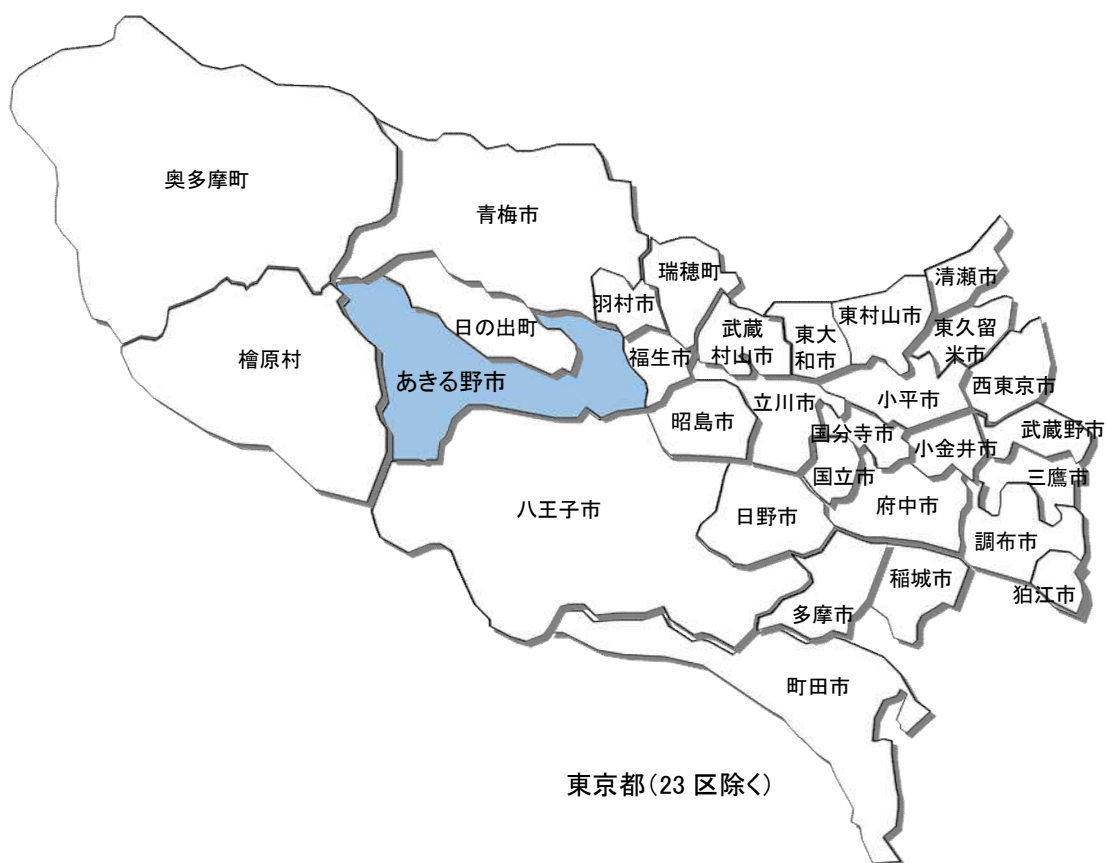 奥多摩町
青梅市
瑞穂町
清瀬市
羽村市
日の出町
武蔵
村山市
東大
和市
東村山市
東久留
米市
檜原村
あきる野市
福生市
昭島市
立川市
小平市
西東京市
国分寺市
小金井市
武蔵野市
国立市
三鷹市
八王子市
日野市
府中市
調布市
多摩市
稲城市
狛江市
町田市
東京都（23 区除く）